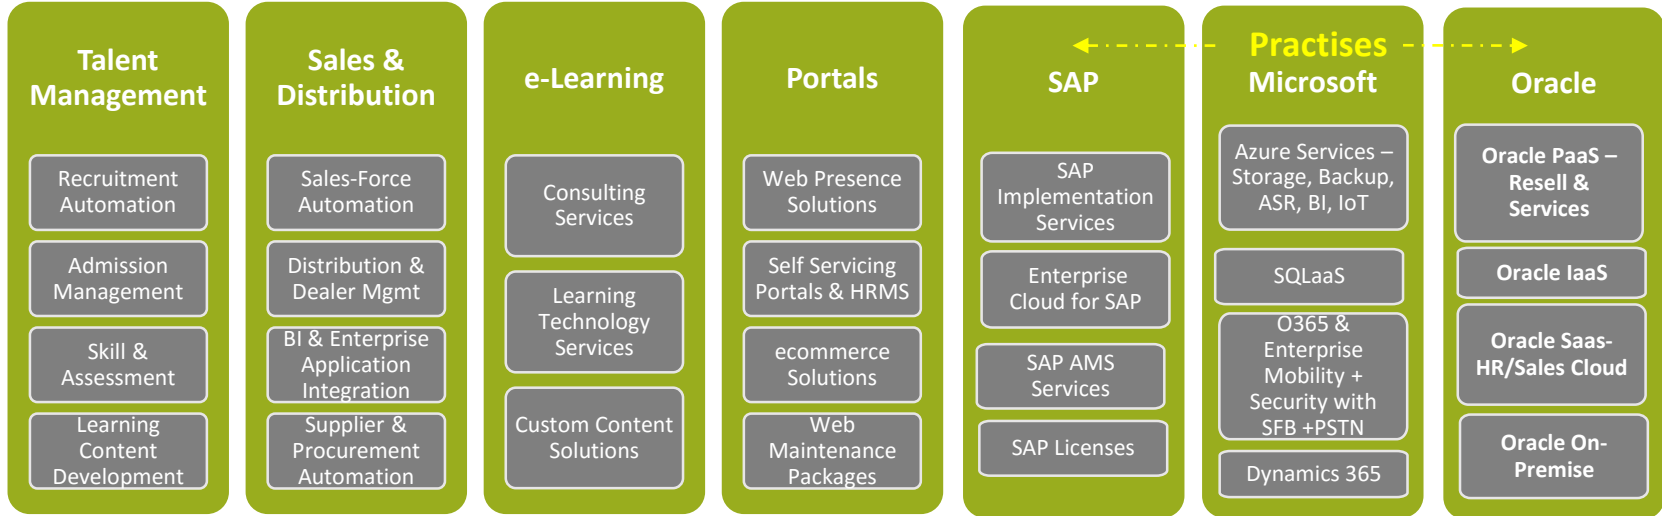 Talent
Management
Recruitment
Automation
Admission
Management
Skill &
Assessment
Learning
Content
Development
Sales &
Distribution
Sales-Force
Automation
Distribution &
Dealer Mgmt
BI & Enterprise
Application
Integration
Supplier &
Procurement
Automation
e-Learning
Consulting
Services
Learning
Technology
Services
Custom Content
Solutions
Portals
Web Presence
Solutions
Self Servicing
Portals & HRMS
ecommerce
Solutions
Web
Maintenance
Packages
Practises
SAP
SAP
Implementation
Services
Enterprise
Cloud for SAP
SAP AMS
Services
SAP Licenses
Microsoft
Azure Services –
Storage, Backup,
ASR, BI, IoT
SQLaaS
O365 &
Enterprise
Mobility +
Security with
SFB +PSTN
Dynamics 365
Oracle
Oracle PaaS –
Resell &
Services
Oracle IaaS
Oracle Saas-
HR/Sales Cloud
Oracle On-
Premise